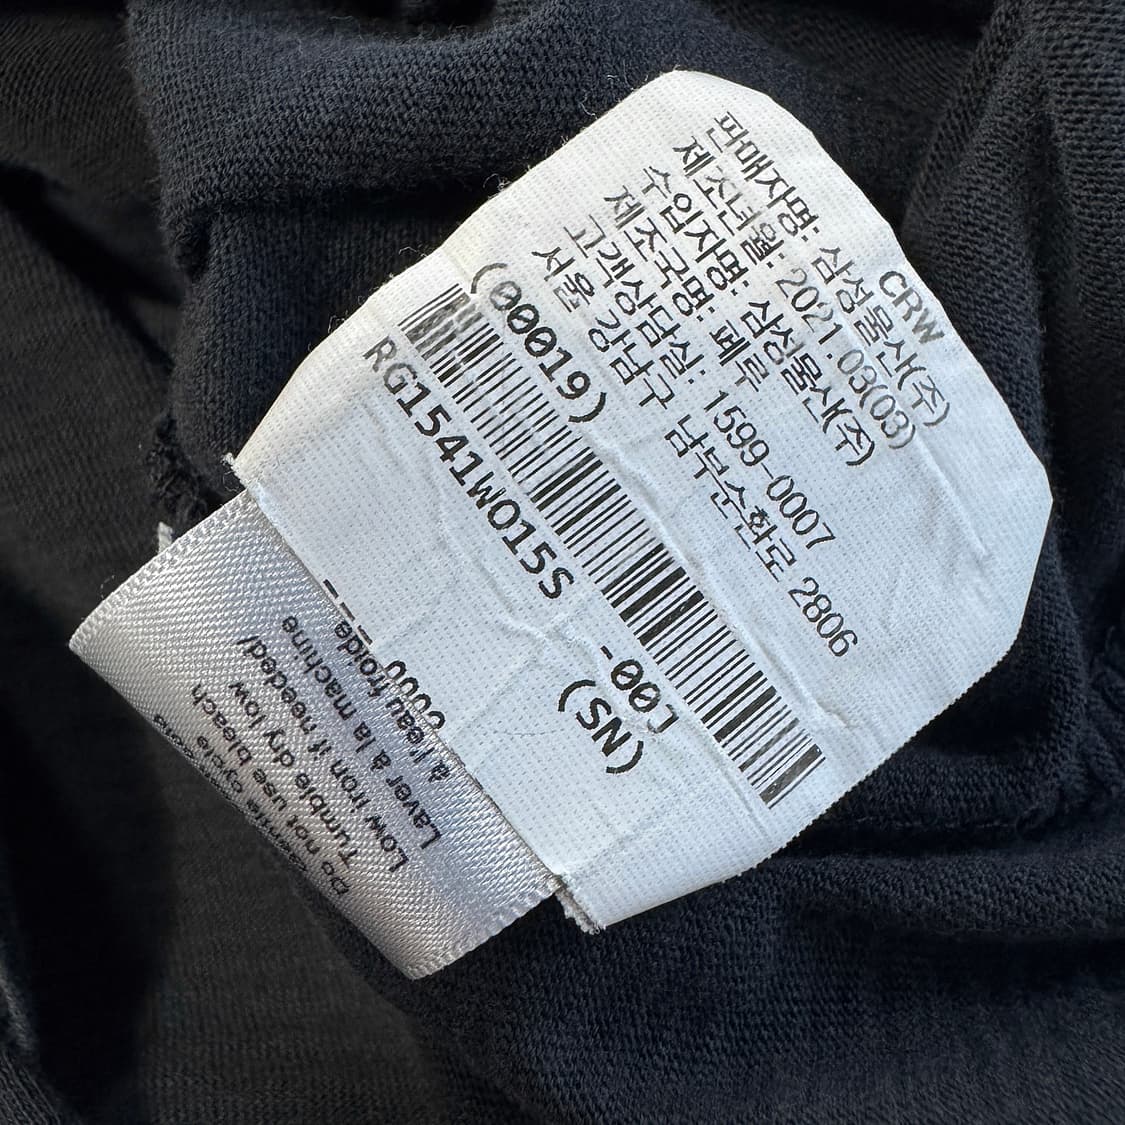 CRW
판매자명: 삼성물산(주)
제조년월: 2021.03(03)
수입자명: 삼성물산(주)
제조국명: 페루
고객상담실: 1599-0007
서울 강남구 남부순환로 2806
(00019)
RG1541W015S
-00L
(NS)
à l'eau froide
Laver à la machine
Low iron if needed/
Tumble dry low
Do not use bleach
cycle